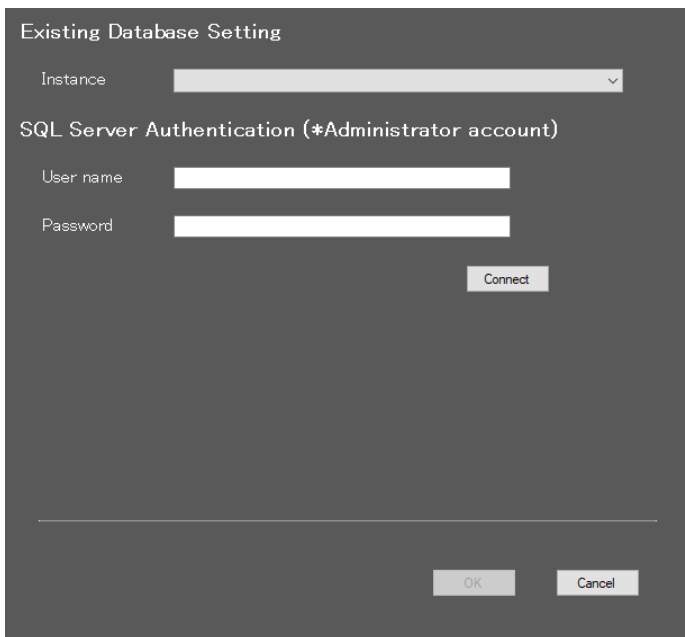 Existing Database Setting
Instance
SQL Server Authentication (*Administrator account)
User name
Password
Connect
OK
Cancel